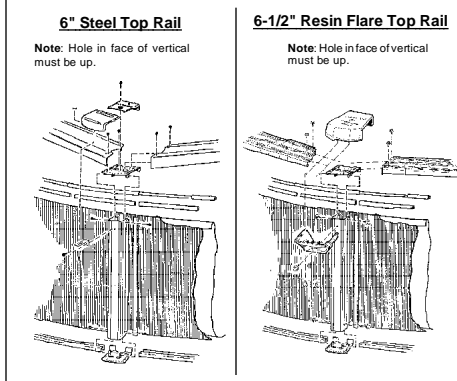 6" Steel Top Rail
Note: Hole in face of vertical
must be up.
6-1/2" Resin Flare Top Rail
Note: Hole in face of vertical
must be up.